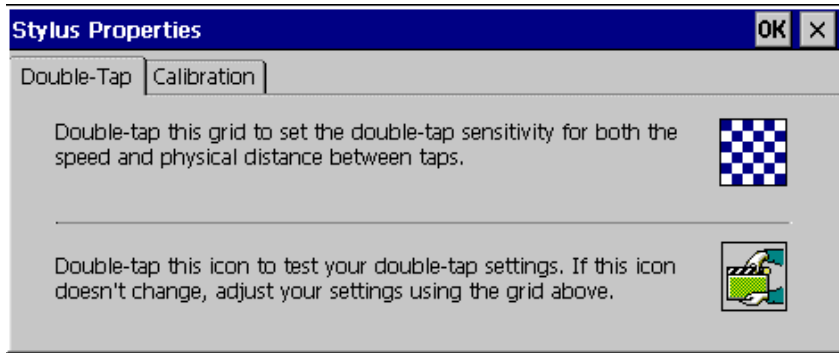 Stylus Properties
OK
Double-Tap
Calibration
Double-tap this grid to set the double-tap sensitivity for both the
speed and physical distance between taps.
Double-tap this icon to test your double-tap settings. If this icon
doesn't change, adjust your settings using the grid above.